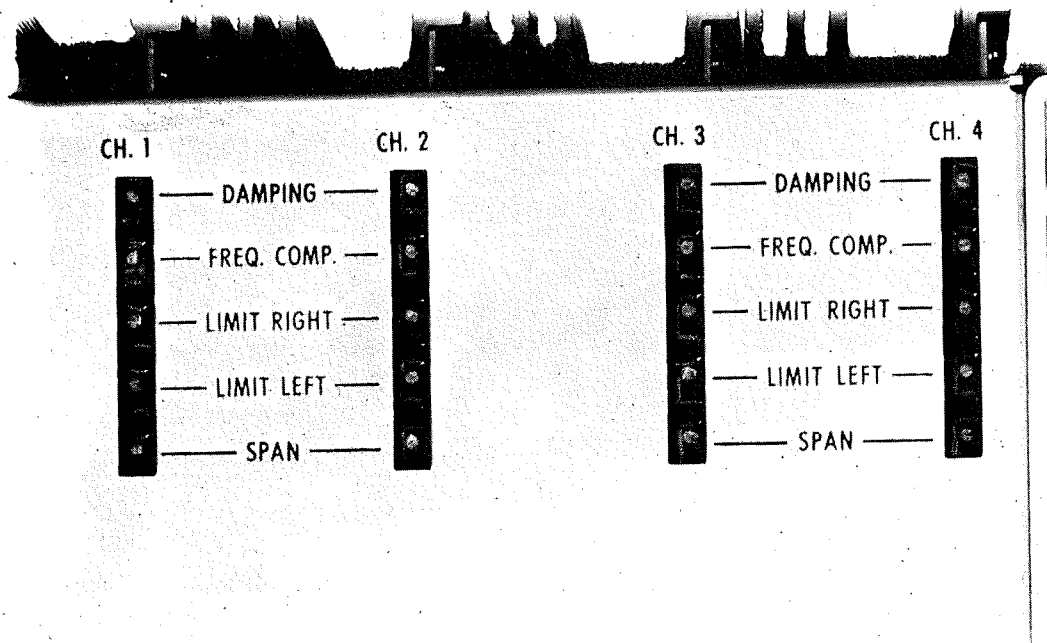 CH. 1 CH. 2 CH. 3 CH. 4
DAMPING DAMPING
FREQ. COMP. FREQ. COMP.
LIMIT RIGHT LIMIT RIGHT
LIMIT LEFT LIMIT LEFT
SPAN SPAN